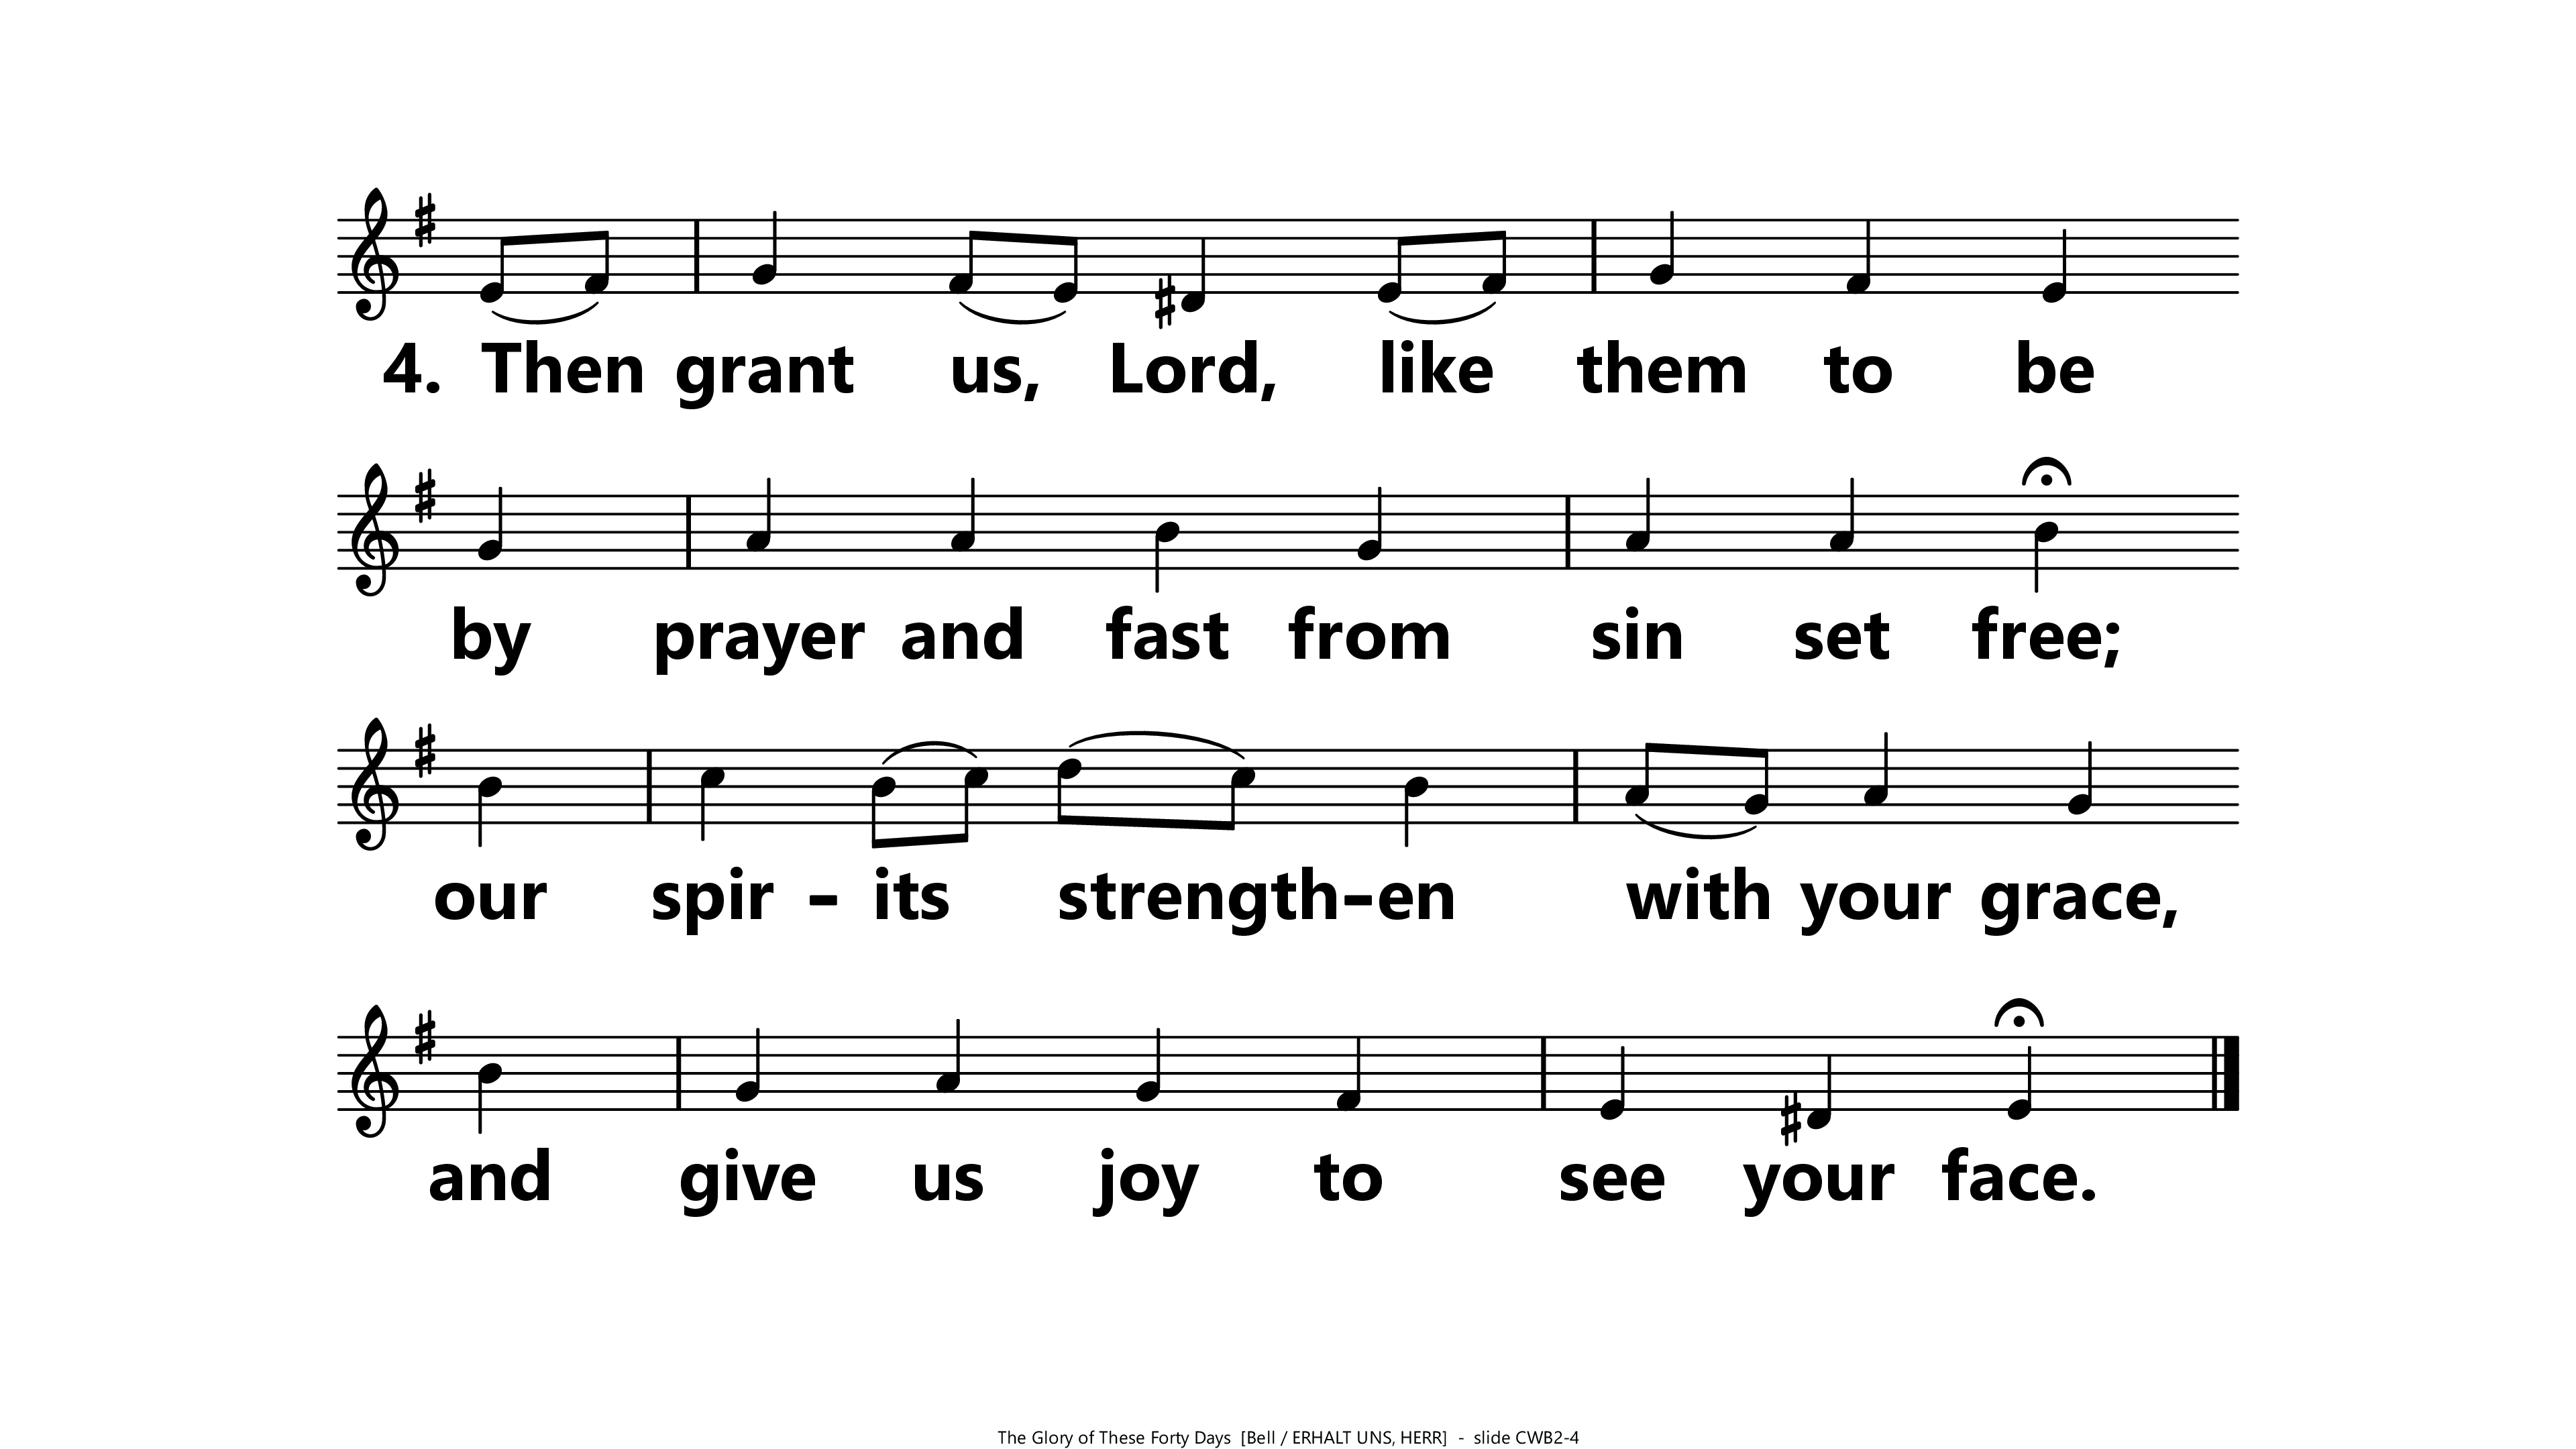 4. Then grant us, Lord, like them to be
by prayer and fast from sin set free;
our spir - its strength-en with your grace,
and give us joy to see your face.
The Glory of These Forty Days [Bell / ERHALT UNS, HERR] - slide CWB2-4